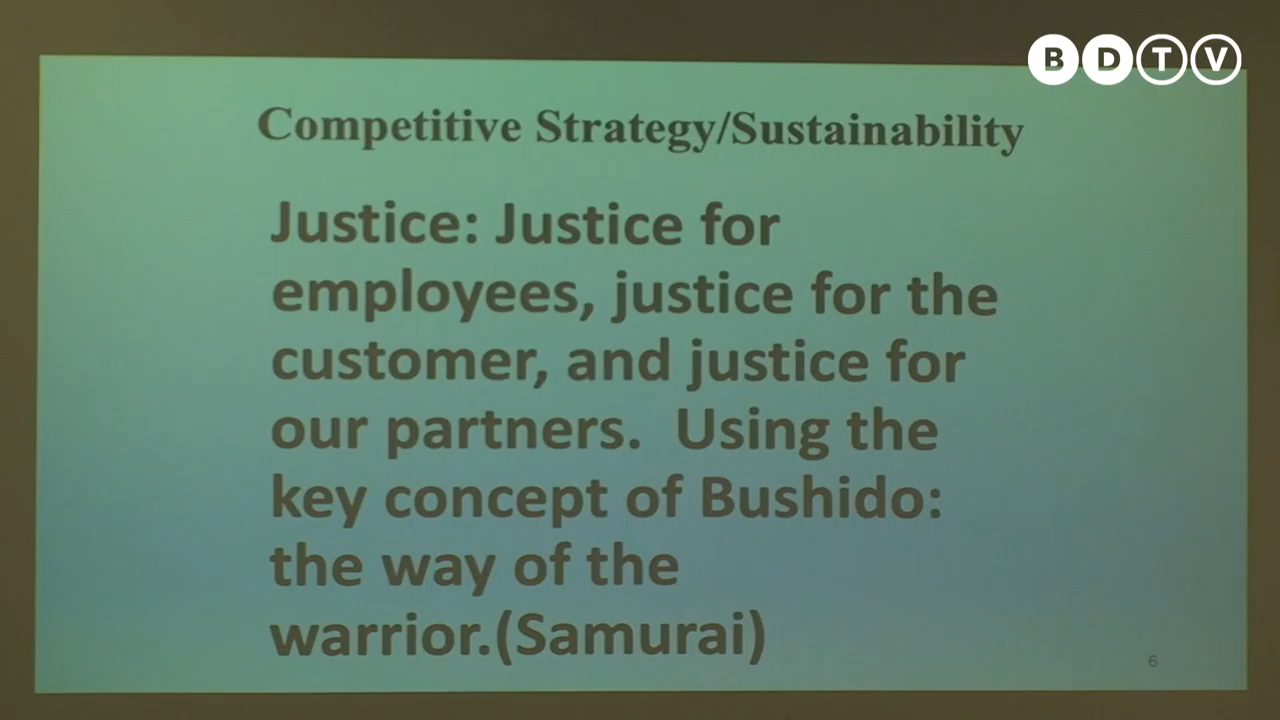 BDTV
Competitive Strategy/Sustainability
Justice: Justice for
employees, justice for the
customer, and justice for
our partners.  Using the
key concept of Bushido:
the way of the
warrior.(Samurai)
6